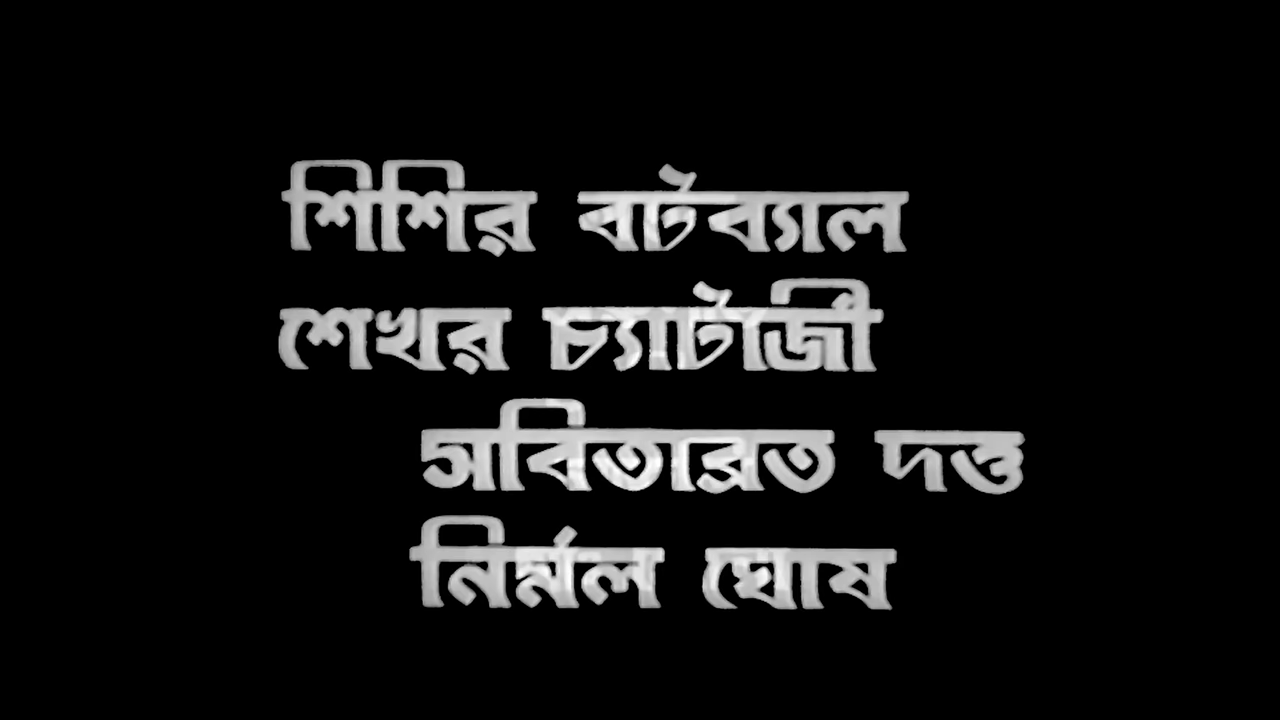 শিশির বটব্যাল
শেখর চ্যাটার্জী
সবিতাব্রত দত্ত
নির্মল ঘোষ